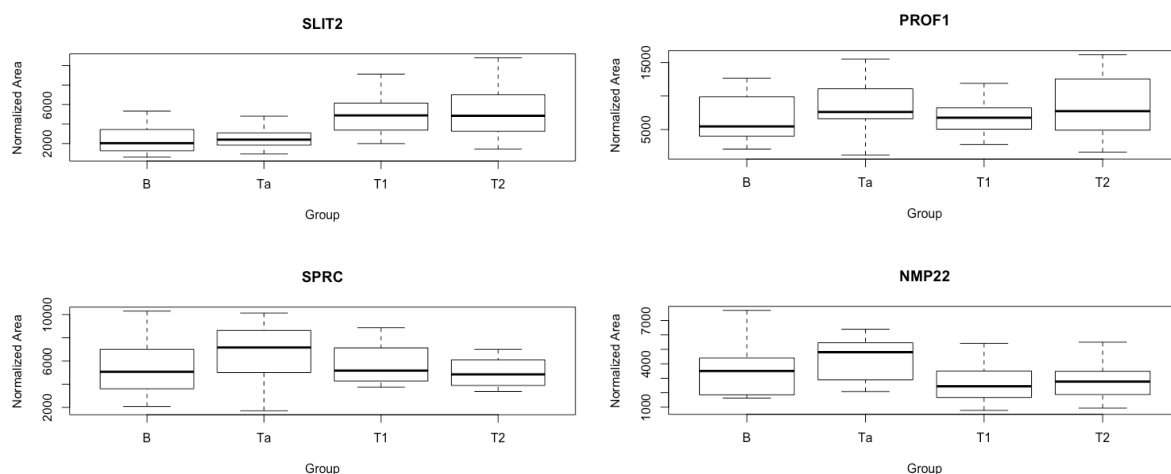 SLIT2
Normalized Area
2000
6000
B
Ta
T1
T2
Group
PROF1
Normalized Area
5000
15000
B
Ta
T1
T2
Group
SPRC
Normalized Area
2000
6000
10000
B
Ta
T1
T2
Group
NMP22
Normalized Area
1000
4000
7000
B
Ta
T1
T2
Group